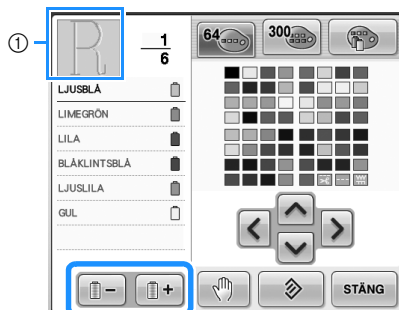 ①
R
1
6
64
300
LJUSBLÅ
LIMEGRÖN
LILA
BLÅKLINTSBLÅ
LJUSLILA
GUL
− +
STÄNG